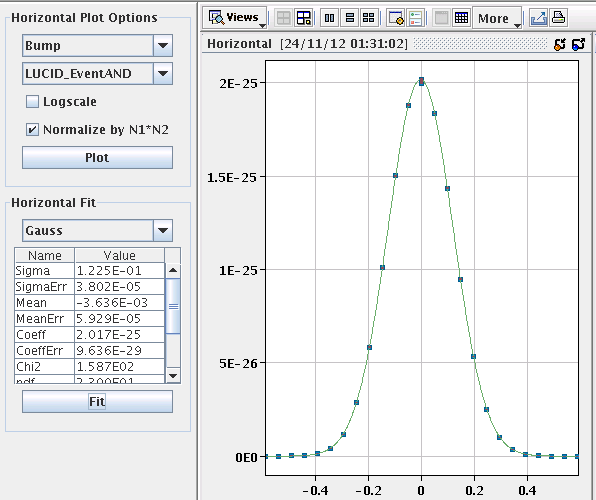 Horizontal Plot Options
Bump
LUCID_EventAND
Logscale
Normalize by N1*N2
Plot
Horizontal Fit
Gauss
Name Value
Sigma 1.225E-01
SigmaErr 3.802E-05
Mean -3.636E-03
MeanErr 5.929E-05
Coeff 2.017E-25
CoeffErr 9.636E-29
Chi2 1.587E02
Fit
Views More
Horizontal [24/11/12 01:31:02]
2E-25
1.5E-25
1E-25
5E-26
0E0
-0.4 -0.2 0 0.2 0.4